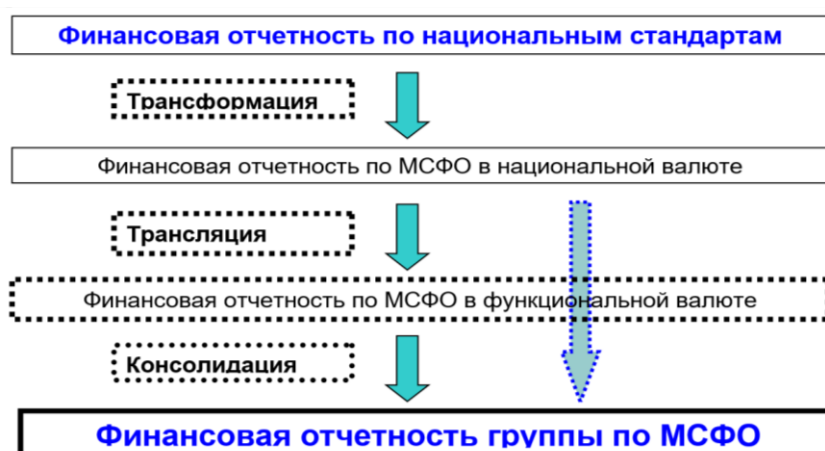 Финансовая отчетность по национальным стандартам
Трансформация
Финансовая отчетность по МСФО в национальной валюте
Трансляция
Финансовая отчетность по МСФО в функциональной валюте
Консолидация
Финансовая отчетность группы по МСФО